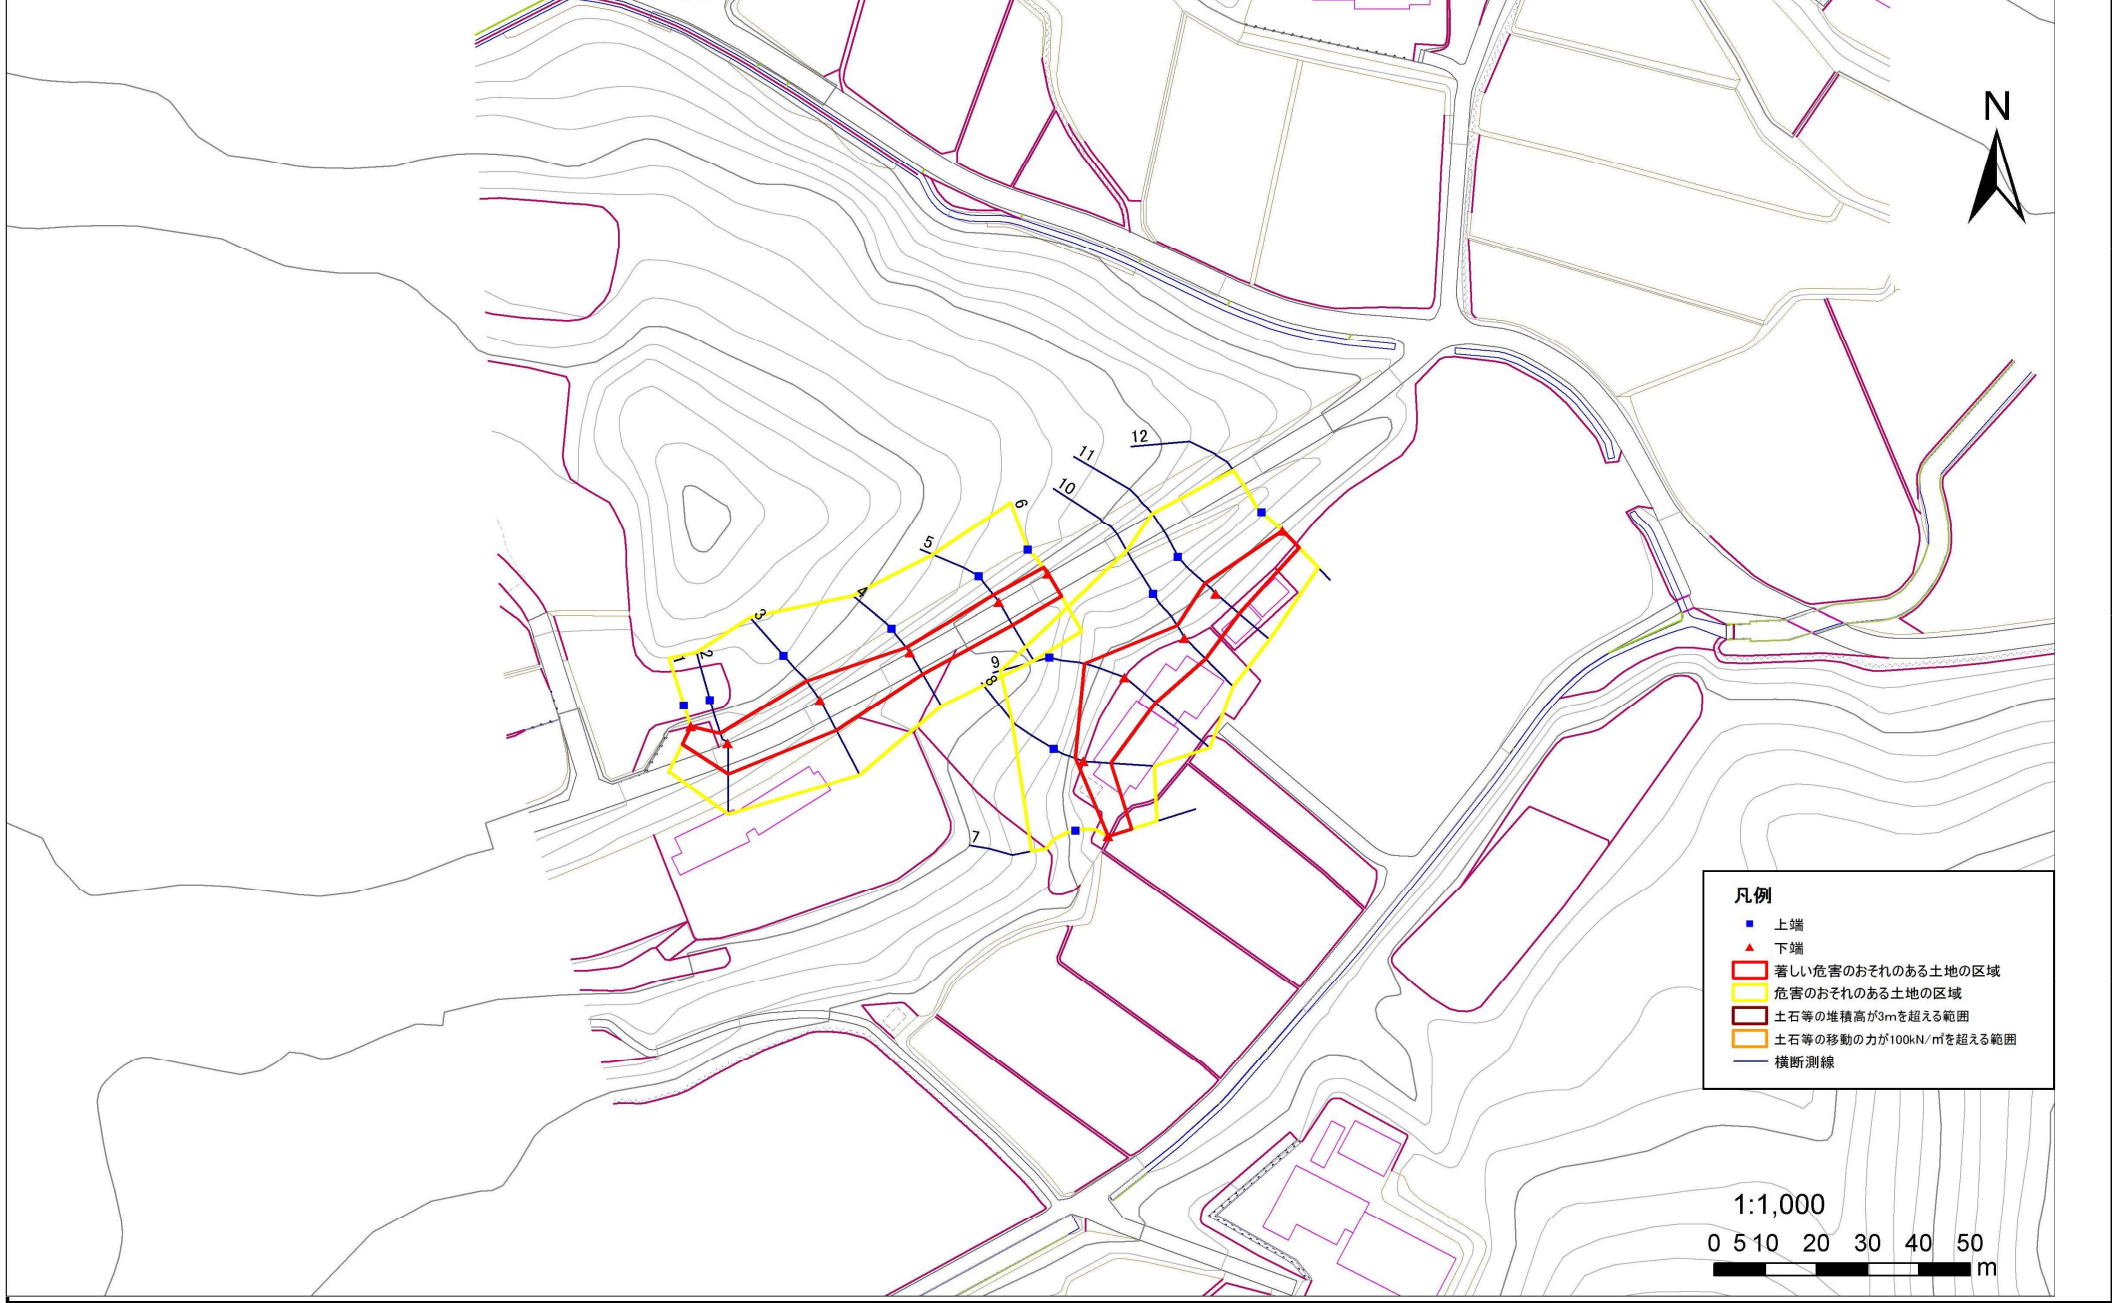 N
12
11
10
6
5
4
3
9
8
1
2
7
凡例
上端
下端
著しい危害のおそれのある土地の区域
危害のおそれのある土地の区域
土石等の堆積高が3mを超える範囲
土石等の移動の力が100kN/㎡を超える範囲
横断測線
1:1,000
0 5 10 20 30 40 50
m